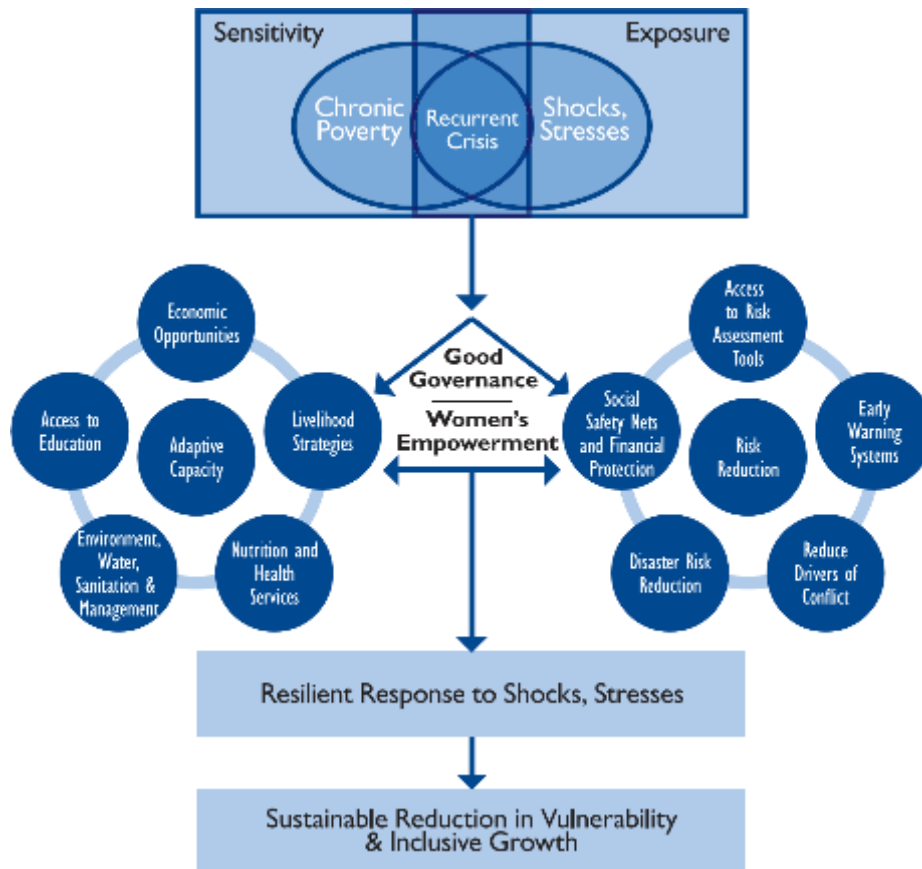 Sensitivity
Exposure
Chronic
Poverty
Recurrent
Crisis
Shocks,
Stresses
Economic
Opportunities
Access to
Education
Adaptive
Capacity
Livelihood
Strategies
Environment,
Water,
Sanitation &
Management
Nutrition and
Health
Services
Good
Governance
Women's
Empowerment
Access
to Risk
Assessment
Tools
Social
Safety Nets
and Financial
Protection
Risk
Reduction
Early
Warning
Systems
Disaster Risk
Reduction
Reduce
Drivers of
Conflict
Resilient Response to Shocks, Stresses
Sustainable Reduction in Vulnerability
& Inclusive Growth